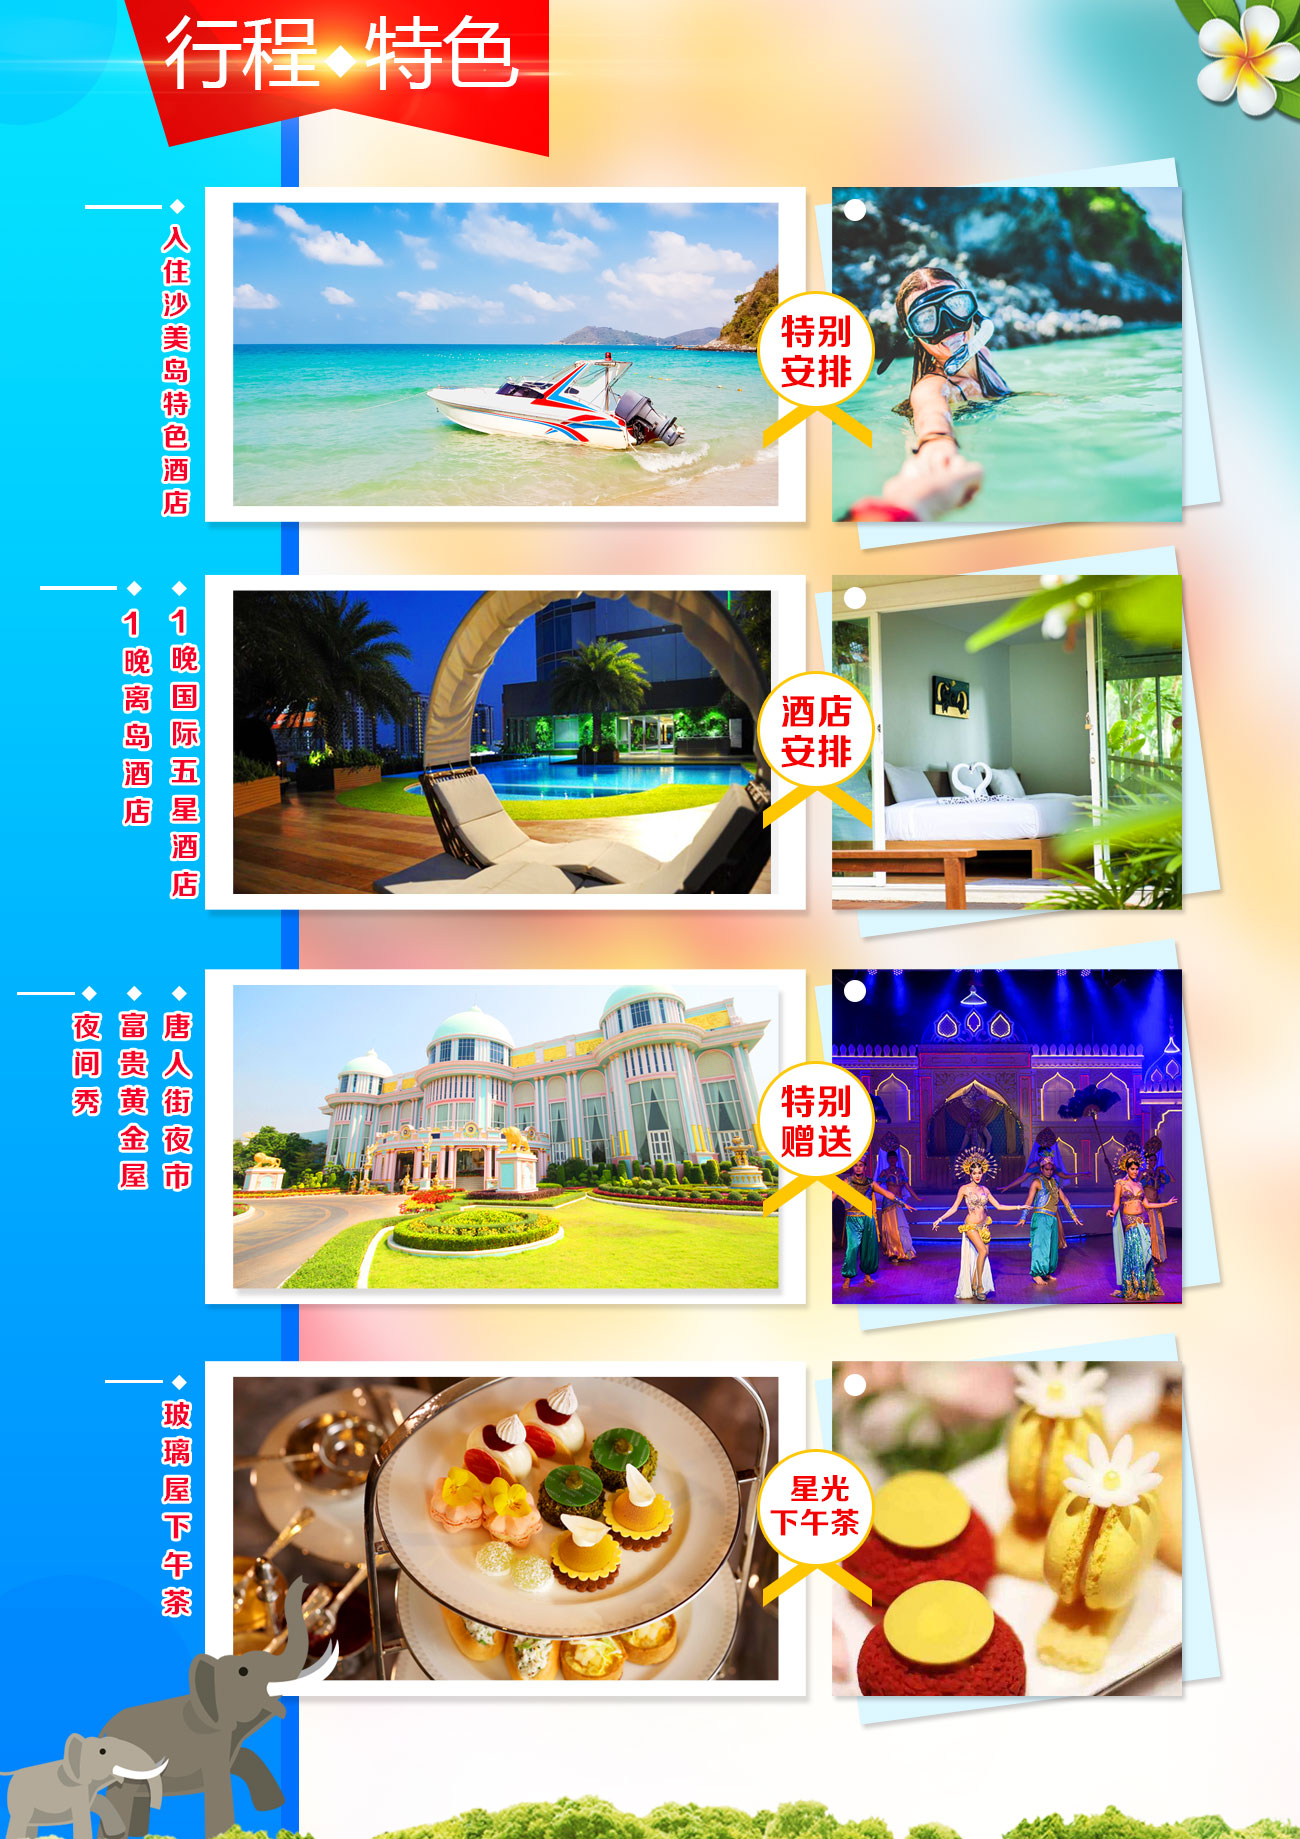 行程◆特色
入住沙美岛特色酒店
特别
安排
1晚国际五星酒店
1晚离岛酒店
酒店
安排
唐人街夜市
富贵黄金屋
夜间秀
特别
赠送
玻璃屋下午茶
星光
下午茶